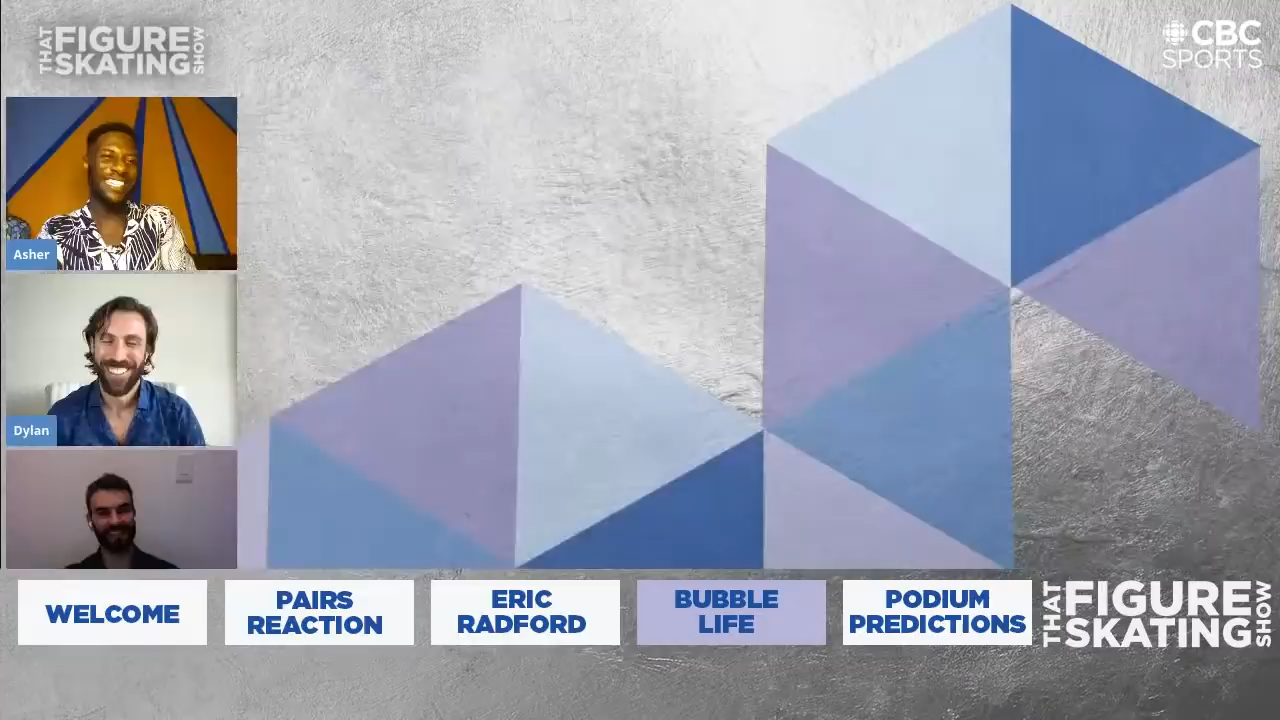 THAT
FIGURE
SKATING
SHOW
CBC
SPORTS
Asher
Dylan
WELCOME
PAIRS
REACTION
ERIC
RADFORD
BUBBLE
LIFE
PODIUM
PREDICTIONS
THAT
FIGURE
SKATING
SHOW